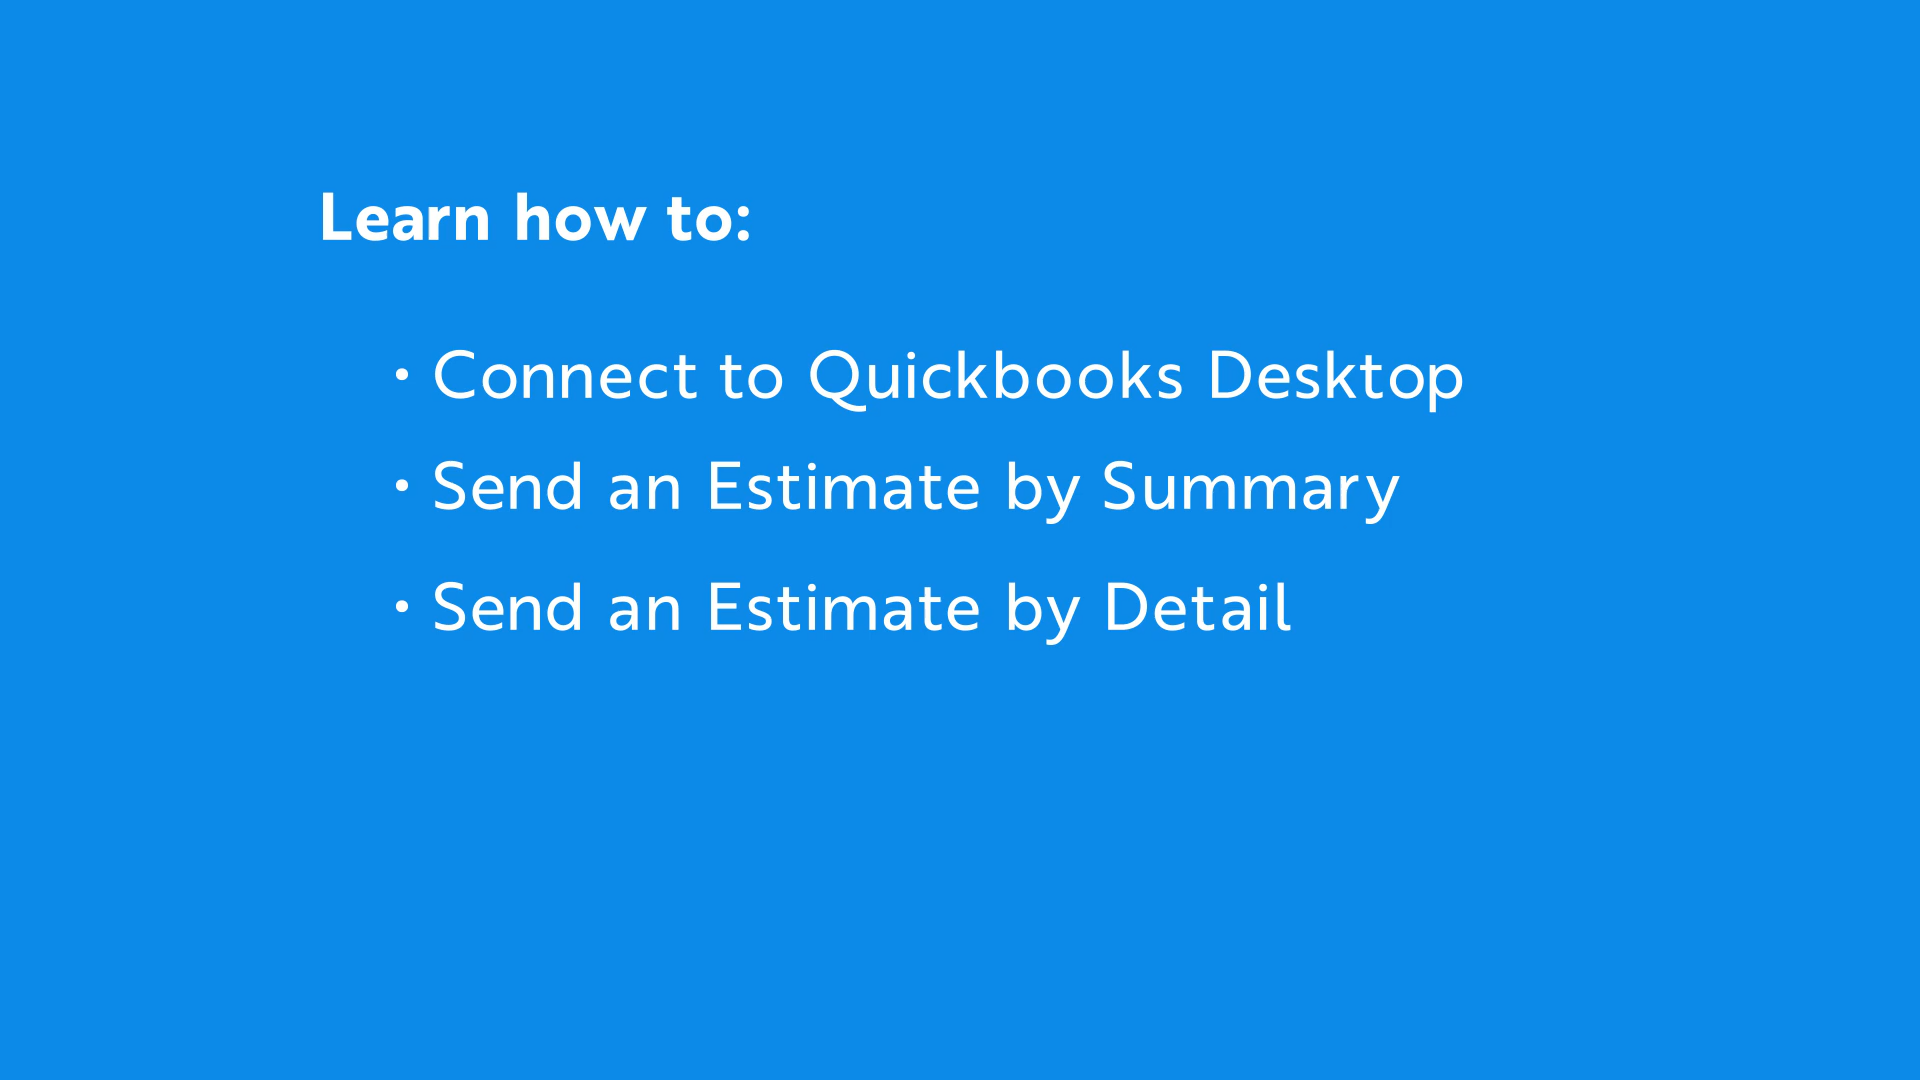 Learn how to:
• Connect to Quickbooks Desktop
• Send an Estimate by Summary
• Send an Estimate by Detail